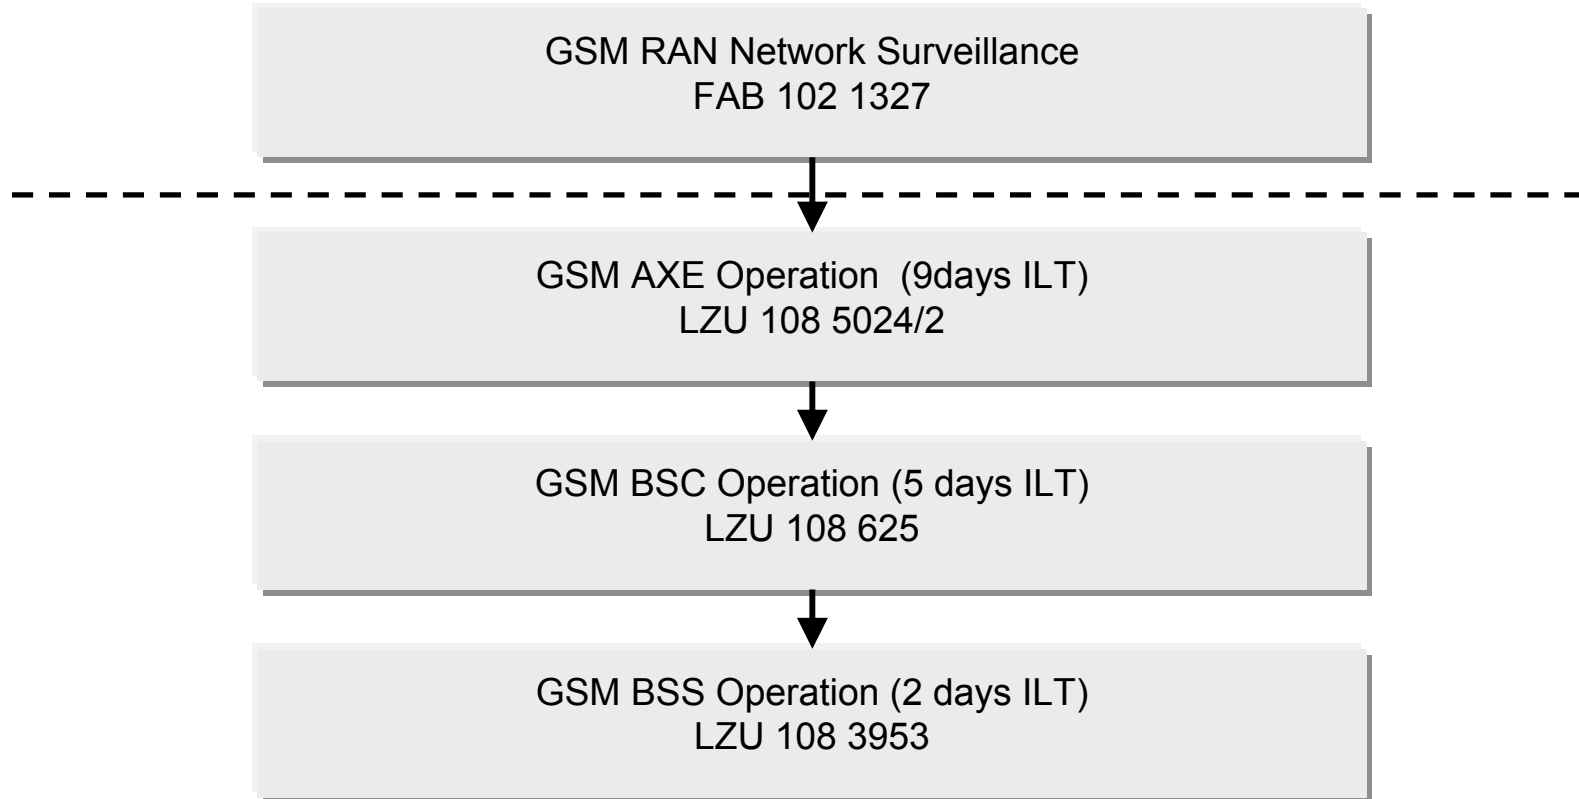 GSM RAN Network Surveillance
FAB 102 1327
GSM AXE Operation  (9days ILT)
LZU 108 5024/2
GSM BSC Operation (5 days ILT)
LZU 108 625
GSM BSS Operation (2 days ILT)
LZU 108 3953